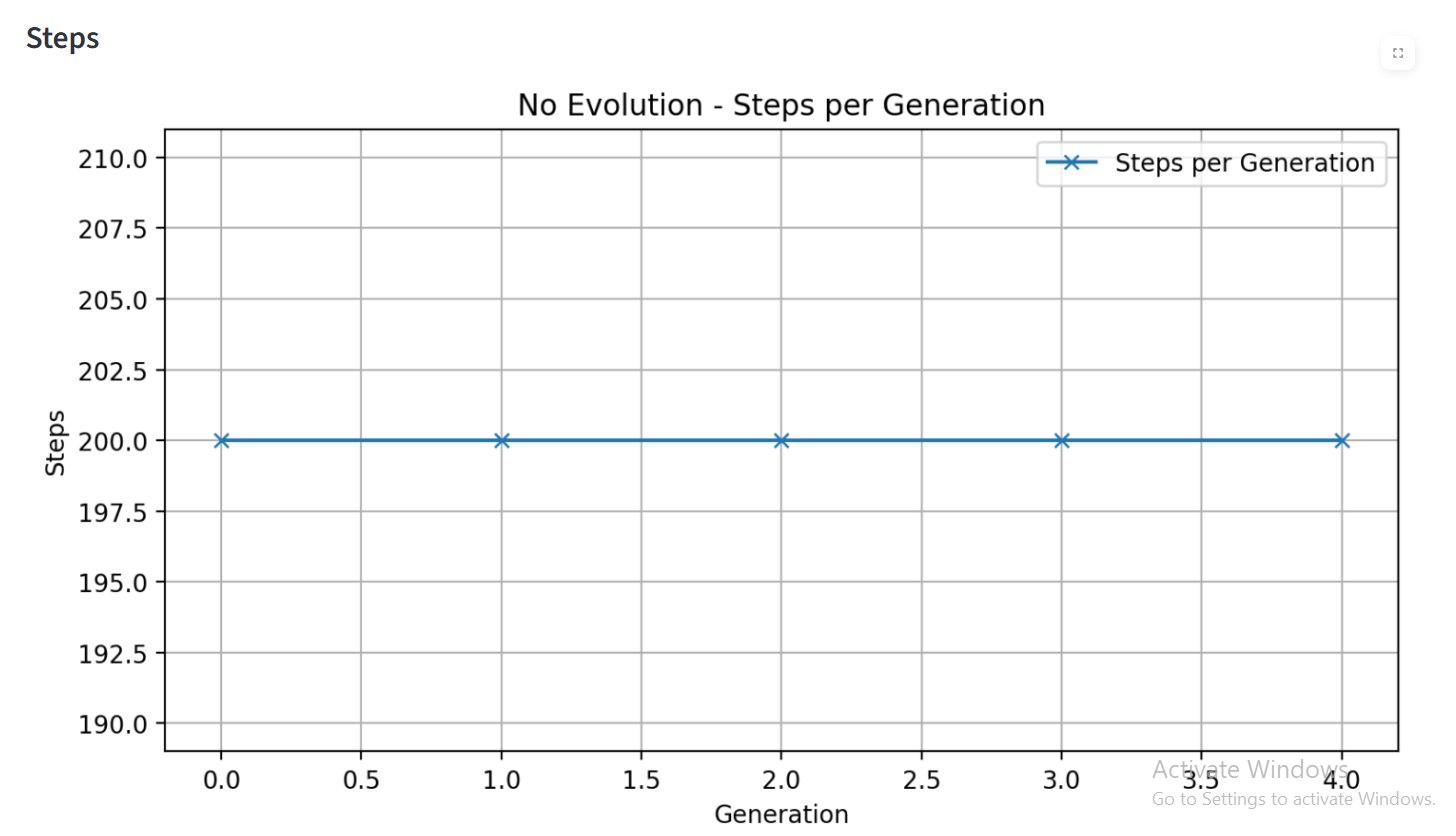 Steps
No Evolution - Steps per Generation
Steps per Generation
210.0
207.5
205.0
202.5
200.0
197.5
195.0
192.5
190.0
Steps
0.0 0.5 1.0 1.5 2.0 2.5 3.0 3.5 4.0
Generation
Activate Windows
Go to Settings to activate Windows.